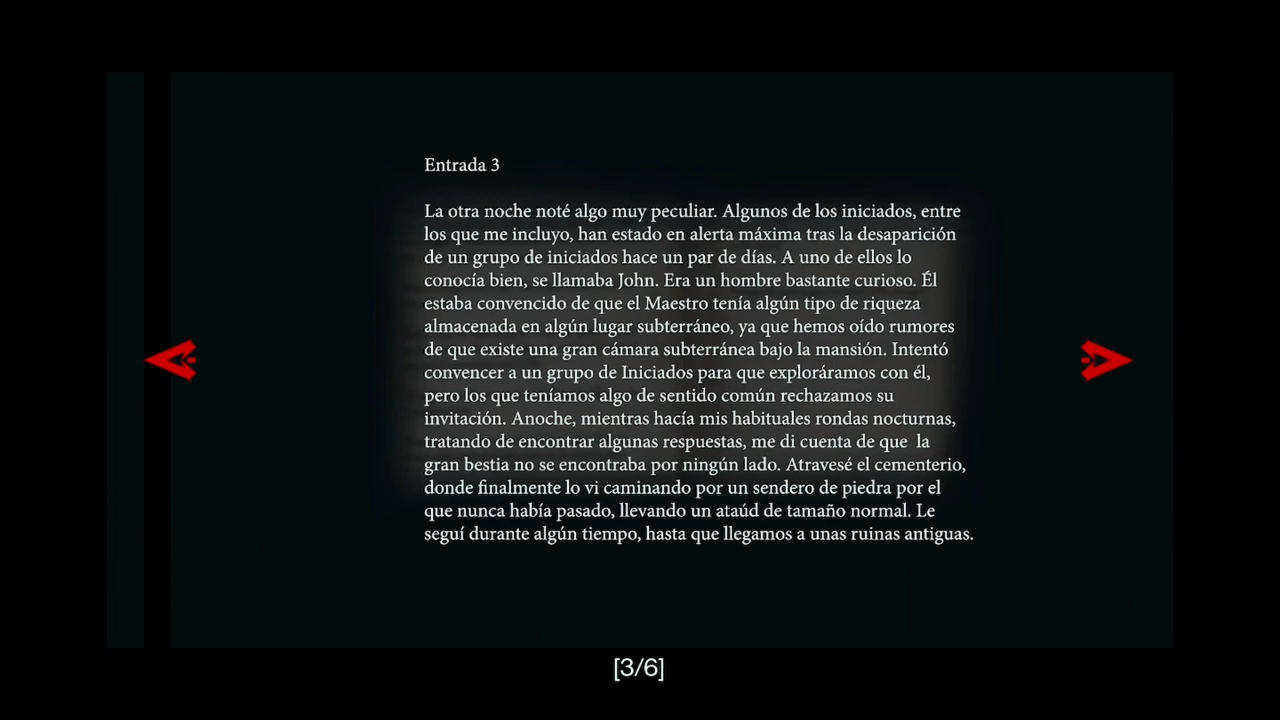 Entrada 3
La otra noche noté algo muy peculiar. Algunos de los iniciados, entre
los que me incluyo, han estado en alerta máxima tras la desaparición
de un grupo de iniciados hace un par de días. A uno de ellos lo
conocía bien, se llamaba John. Era un hombre bastante curioso. Él
estaba convencido de que el Maestro tenía algún tipo de riqueza
almacenada en algún lugar subterráneo, ya que hemos oído rumores
de que existe una gran cámara subterránea bajo la mansión. Intentó
convencer a un grupo de Iniciados para que exploráramos con él,
pero los que teníamos algo de sentido común rechazamos su
invitación. Anoche, mientras hacía mis habituales rondas nocturnas,
tratando de encontrar algunas respuestas, me di cuenta de que  la
gran bestia no se encontraba por ningún lado. Atravesé el cementerio,
donde finalmente lo vi caminando por un sendero de piedra por el
que nunca había pasado, llevando un ataúd de tamaño normal. Le
seguí durante algún tiempo, hasta que llegamos a unas ruinas antiguas.
[3/6]